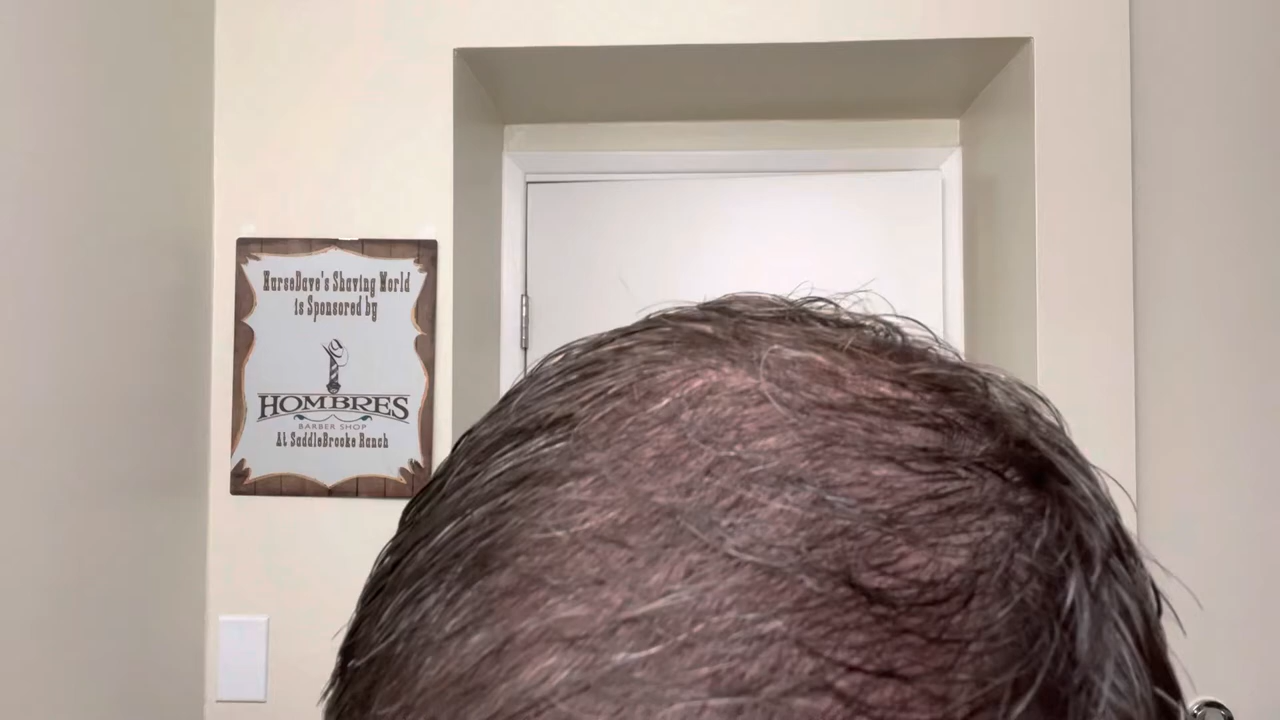 NurseDave's Shaving World
is Sponsored by
HOMBRES
BARBER SHOP
At SaddleBrooke Ranch